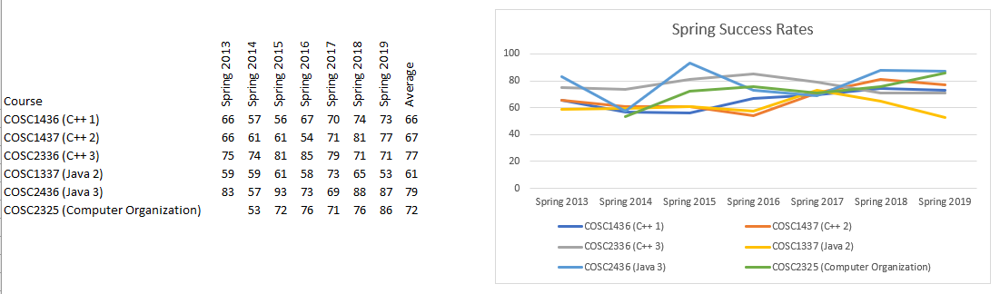 Course Spring 2013 Spring 2014 Spring 2015 Spring 2016 Spring 2017 Spring 2018 Spring 2019 Average
COSC1436 (C++ 1) 66 57 56 67 70 74 73 66
COSC1437 (C++ 2) 66 61 61 54 71 81 77 67
COSC2336 (C++ 3) 75 74 81 85 79 71 71 77
COSC1337 (Java 2) 59 59 61 58 73 65 53 61
COSC2436 (Java 3) 83 57 93 73 69 88 87 79
COSC2325 (Computer Organization) 53 72 76 71 76 86 72
Spring Success Rates
100
80
60
40
20
0
Spring 2013 Spring 2014 Spring 2015 Spring 2016 Spring 2017 Spring 2018 Spring 2019
COSC1436 (C++ 1) COSC1437 (C++ 2)
COSC2336 (C++ 3) COSC1337 (Java 2)
COSC2436 (Java 3) COSC2325 (Computer Organization)